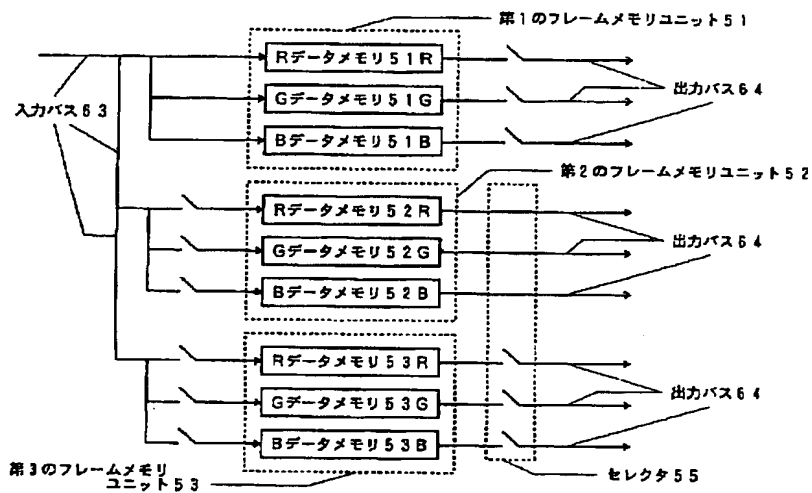 第1のフレームメモリユニット51
Rデータメモリ51R
Gデータメモリ51G
Bデータメモリ51B
入力バス63
出力バス64
第2のフレームメモリユニット52
Rデータメモリ52R
Gデータメモリ52G
Bデータメモリ52B
出力バス64
Rデータメモリ53R
Gデータメモリ53G
Bデータメモリ53B
出力バス64
第3のフレームメモリ
ユニット53
セレクタ55